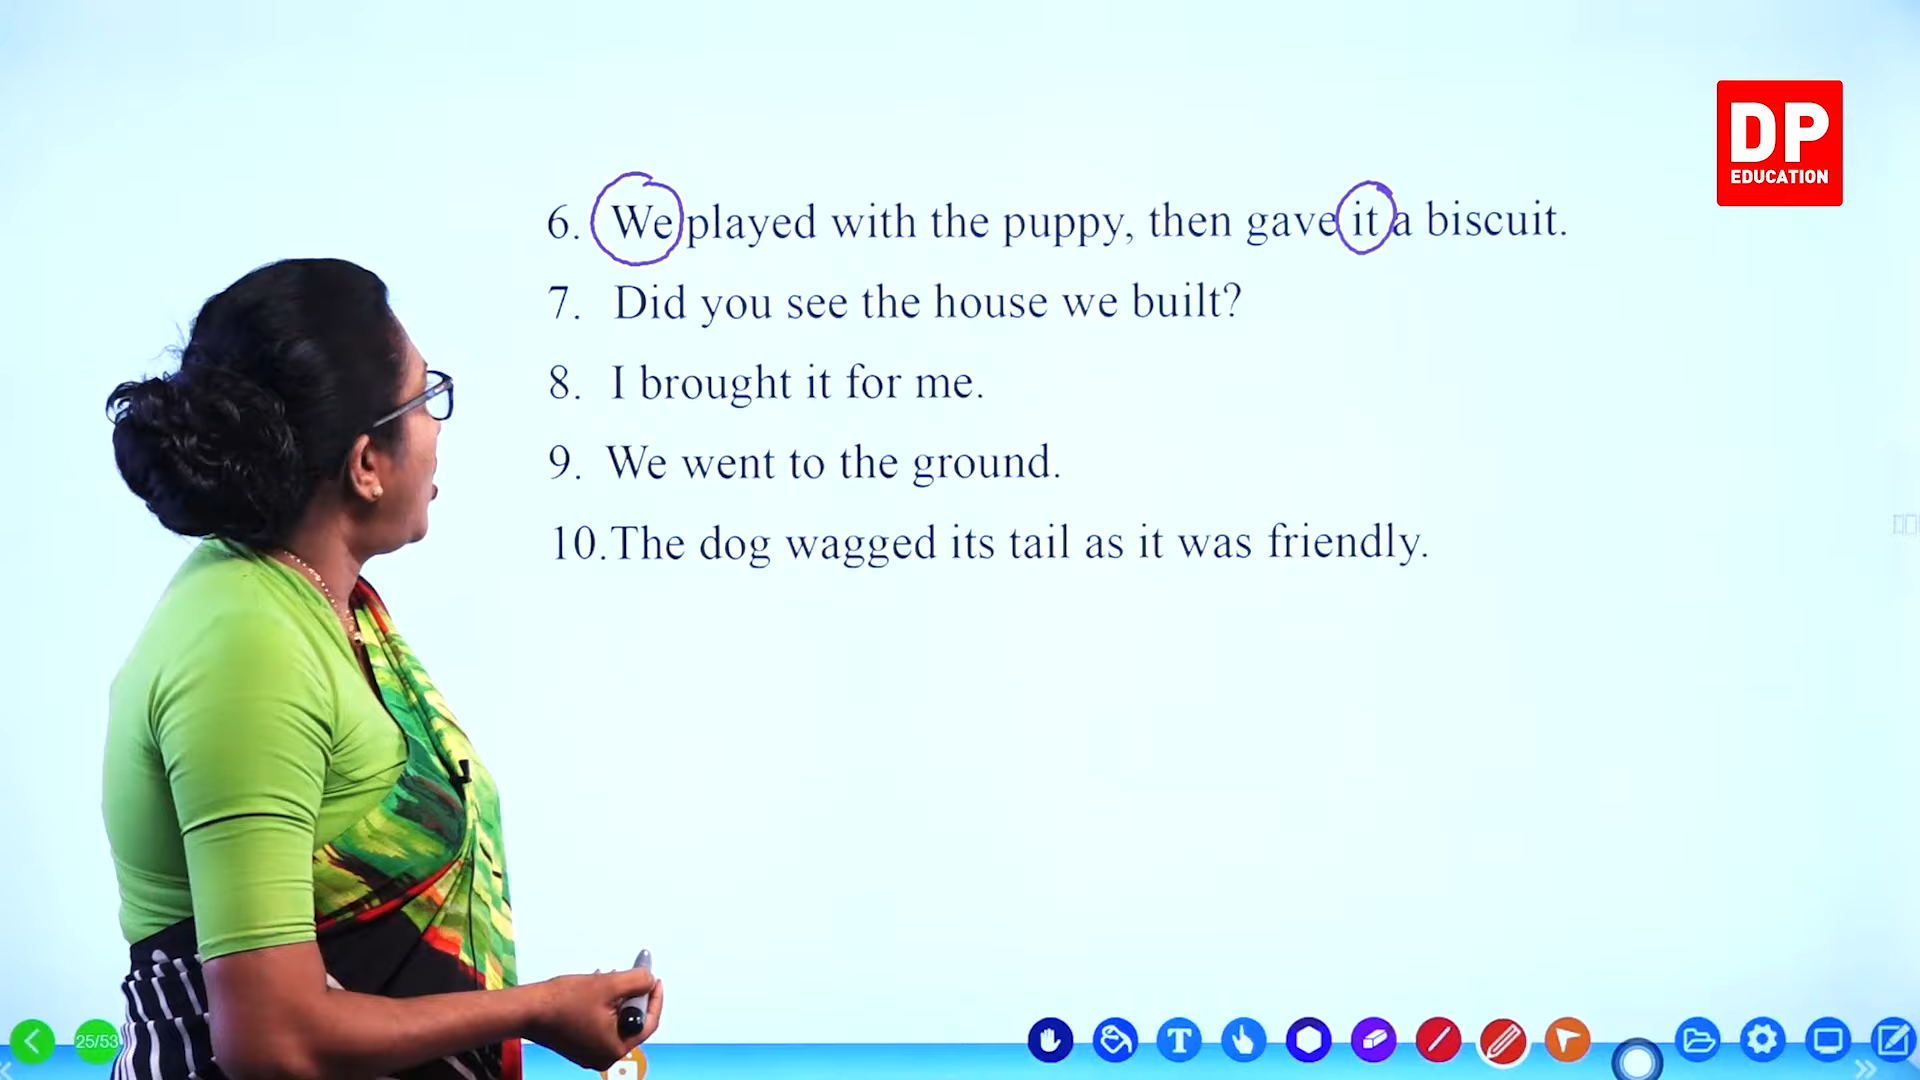 DP
EDUCATION
6. We played with the puppy, then gave it a biscuit.
7. Did you see the house we built?
8. I brought it for me.
9. We went to the ground.
10.The dog wagged its tail as it was friendly.
25/53
T